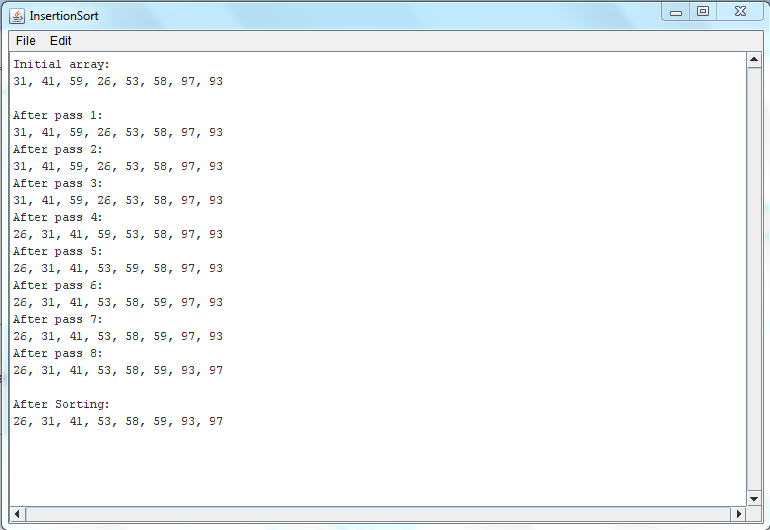 InsertionSort
File Edit
Initial array:
31, 41, 59, 26, 53, 58, 97, 93
After pass 1:
31, 41, 59, 26, 53, 58, 97, 93
After pass 2:
31, 41, 59, 26, 53, 58, 97, 93
After pass 3:
31, 41, 59, 26, 53, 58, 97, 93
After pass 4:
26, 31, 41, 59, 53, 58, 97, 93
After pass 5:
26, 31, 41, 53, 59, 58, 97, 93
After pass 6:
26, 31, 41, 53, 58, 59, 97, 93
After pass 7:
26, 31, 41, 53, 58, 59, 97, 93
After pass 8:
26, 31, 41, 53, 58, 59, 93, 97
After Sorting:
26, 31, 41, 53, 58, 59, 93, 97